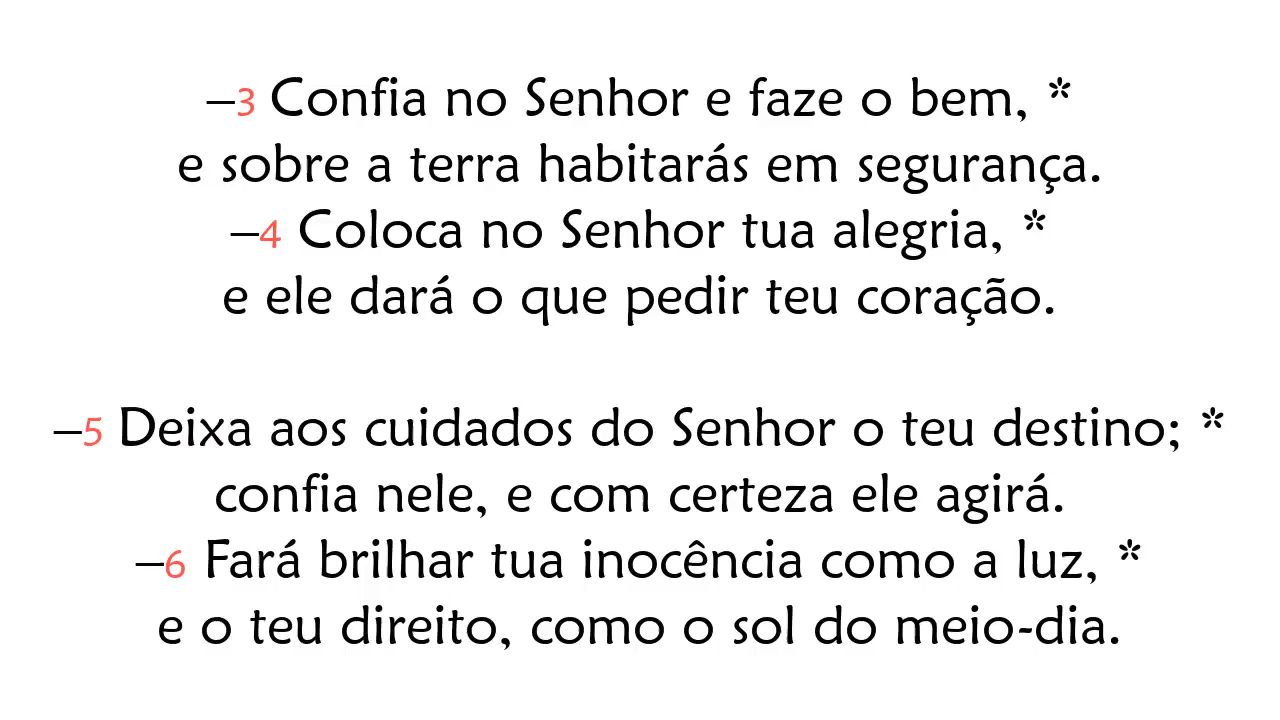 –3 Confia no Senhor e faze o bem, *
e sobre a terra habitarás em segurança.
–4 Coloca no Senhor tua alegria, *
e ele dará o que pedir teu coração.
–5 Deixa aos cuidados do Senhor o teu destino; *
confia nele, e com certeza ele agirá.
–6 Fará brilhar tua inocência como a luz, *
e o teu direito, como o sol do meio-dia.